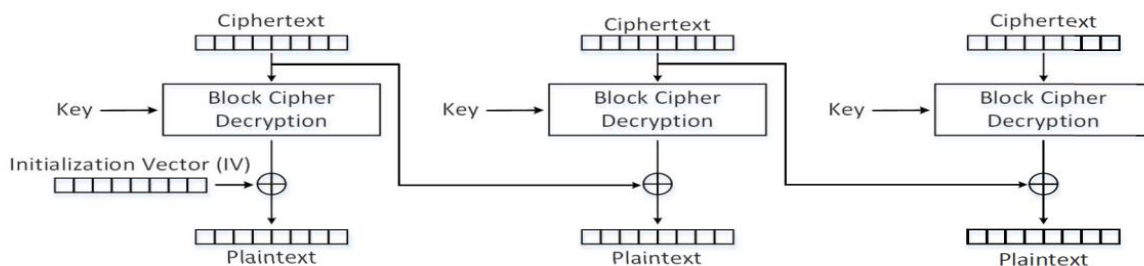 Ciphertext
Ciphertext
Ciphertext
Key
Block Cipher
Decryption
Key
Block Cipher
Decryption
Key
Block Cipher
Decryption
Initialization Vector (IV)
Plaintext
Plaintext
Plaintext